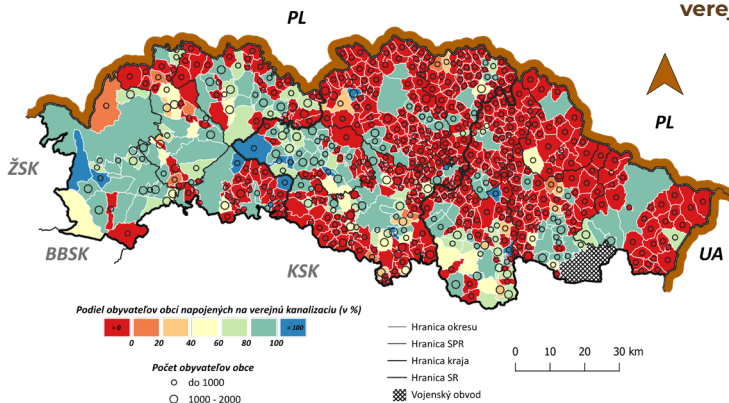 verej
PL
PL
ŽSK
BBSK
KSK
UA
Podiel obyvateľov obcí napojených na verejnú kanalizaciu (v %)
= 0
= 100
0 20 40 60 80 100
Počet obyvateľov obce
do 1000
1000 - 2000
Hranica okresu
Hranica SPR
Hranica kraja
Hranica SR
Vojenský obvod
0 10 20 30 km